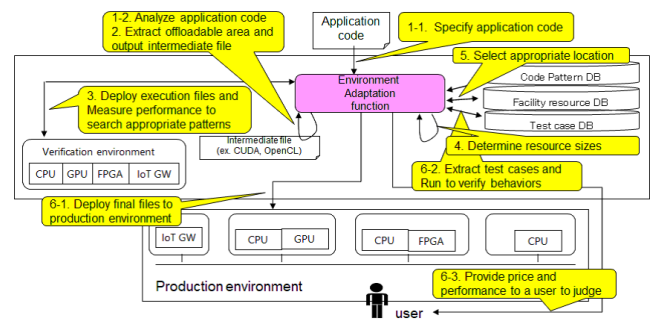 1-2. Analyze application code
2. Extract offloadable area and
output intermediate file
Application
code
1-1. Specify application code
5. Select appropriate location
Environment
Adaptation
function
Code Pattern DB
Facility resource DB
Test case DB
3. Deploy execution files and
Measure performance to
search appropriate patterns
Intermediate file
(ex. CUDA, OpenCL)
4. Determine resource sizes
Verification environment
CPU GPU FPGA IoT GW
6-2. Extract test cases and
Run to verify behaviors
6-1. Deploy final files to
production environment
IoT GW
CPU GPU
CPU FPGA
CPU
Production environment
6-3. Provide price and
performance to a user to judge
user